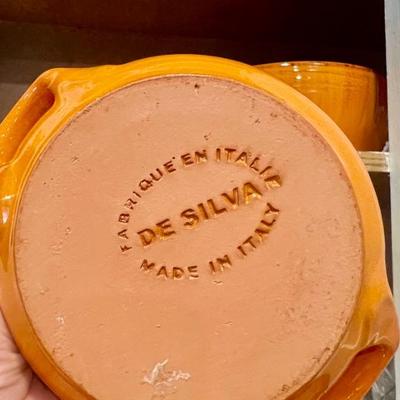 FABRIQUE EN ITALIE
DE SILVA
MADE IN ITALY